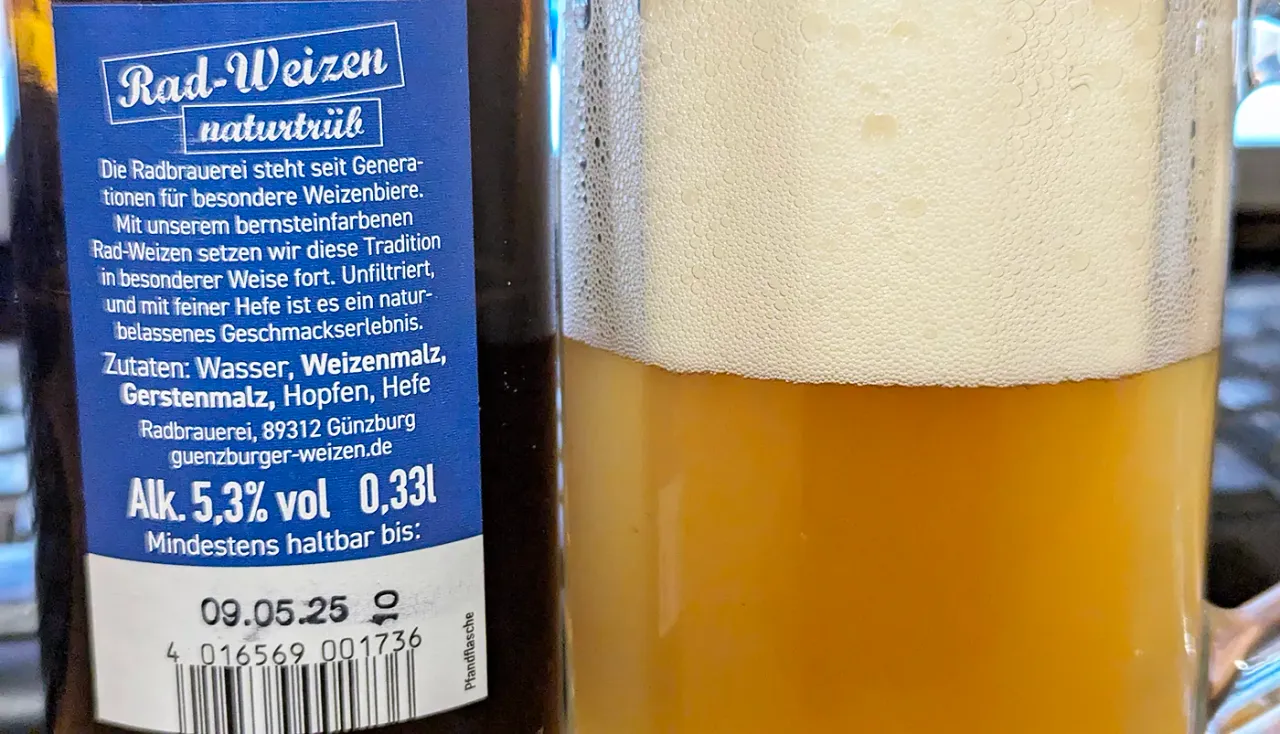 Rad-Weizen
naturtrüb
Die Radbrauerei steht seit Genera-
tionen für besondere Weizenbiere.
Mit unserem bernsteinfarbenen
Rad-Weizen setzen wir diese Tradition
in besonderer Weise fort. Unfiltriert,
und mit feiner Hefe ist es ein natur-
belassenes Geschmackserlebnis.
Zutaten: Wasser, Weizenmalz,
Gerstenmalz, Hopfen, Hefe
Radbrauerei, 89312 Günzburg
guenzburger-weizen.de
Alk. 5,3% vol 0,33l
Mindestens haltbar bis:
09.05.25 10
4 016569 001736
Pfandflasche